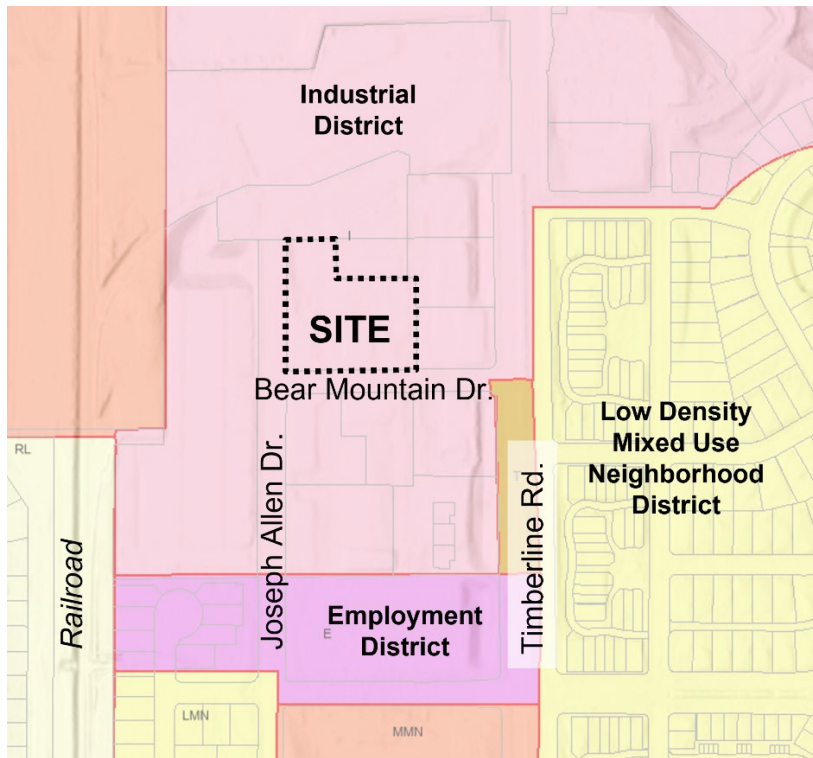 Industrial
District
I
SITE
Bear Mountain Dr.
Low Density
Mixed Use
Neighborhood
District
RL
T
Joseph Allen Dr.
Timberline Rd.
Railroad
Employment
District
E
LMN
MMN